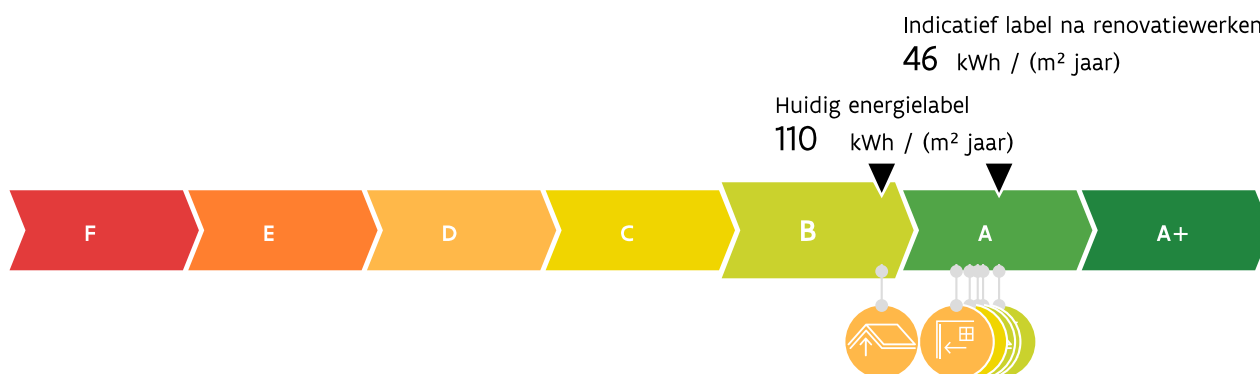 Indicatief label na renovatiewerken
46 kWh / (m² jaar)
Huidig energielabel
110 kWh / (m² jaar)
F E D C B A A+